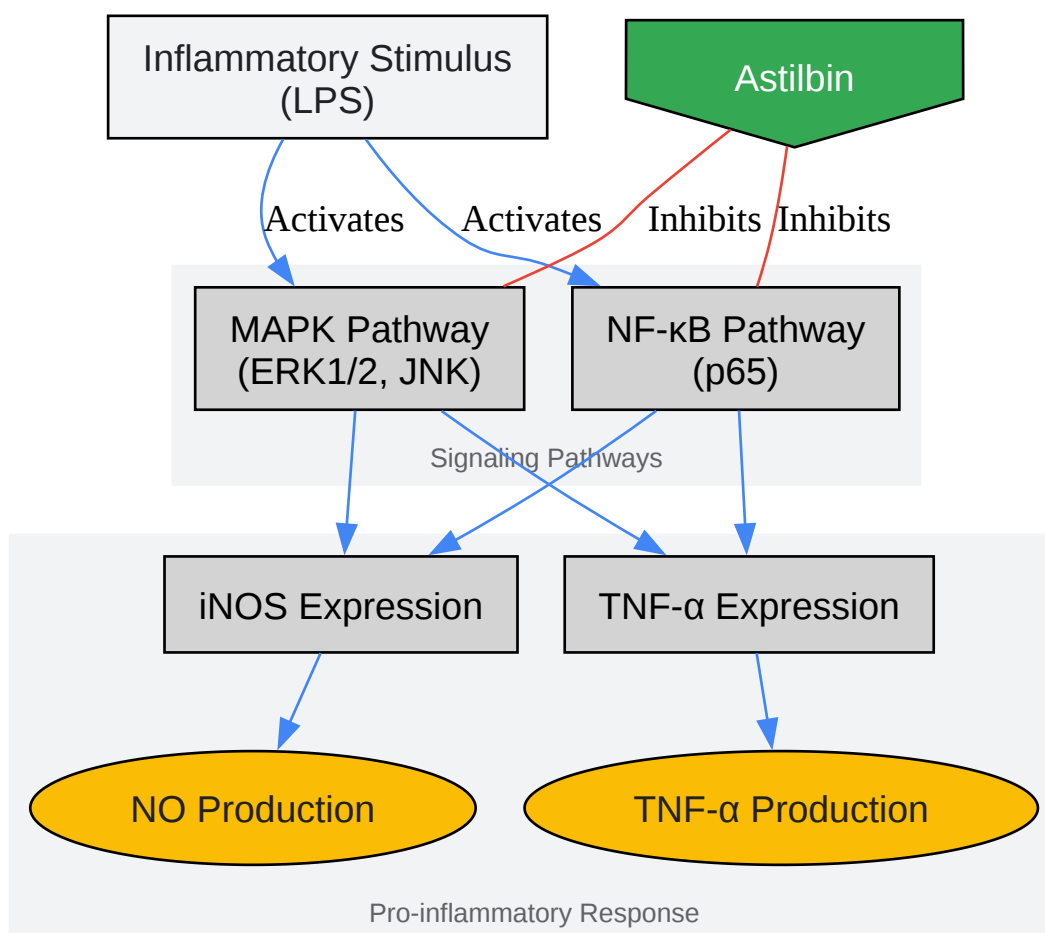 Inflammatory Stimulus
(LPS)
Astilbin
Activates
Activates
Inhibits
Inhibits
MAPK Pathway
(ERK1/2, JNK)
NF-κB Pathway
(p65)
Signaling Pathways
iNOS Expression
TNF-α Expression
NO Production
TNF-α Production
Pro-inflammatory Response